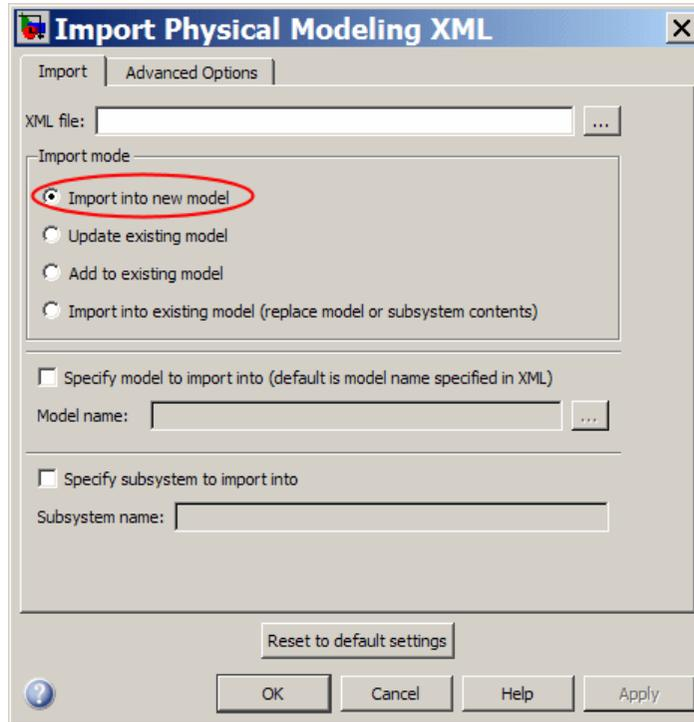 Import Physical Modeling XML
Import
Advanced Options
XML file:
...
Import mode
Import into new model
Update existing model
Add to existing model
Import into existing model (replace model or subsystem contents)
Specify model to import into (default is model name specified in XML)
Model name:
...
Specify subsystem to import into
Subsystem name:
Reset to default settings
?
OK
Cancel
Help
Apply